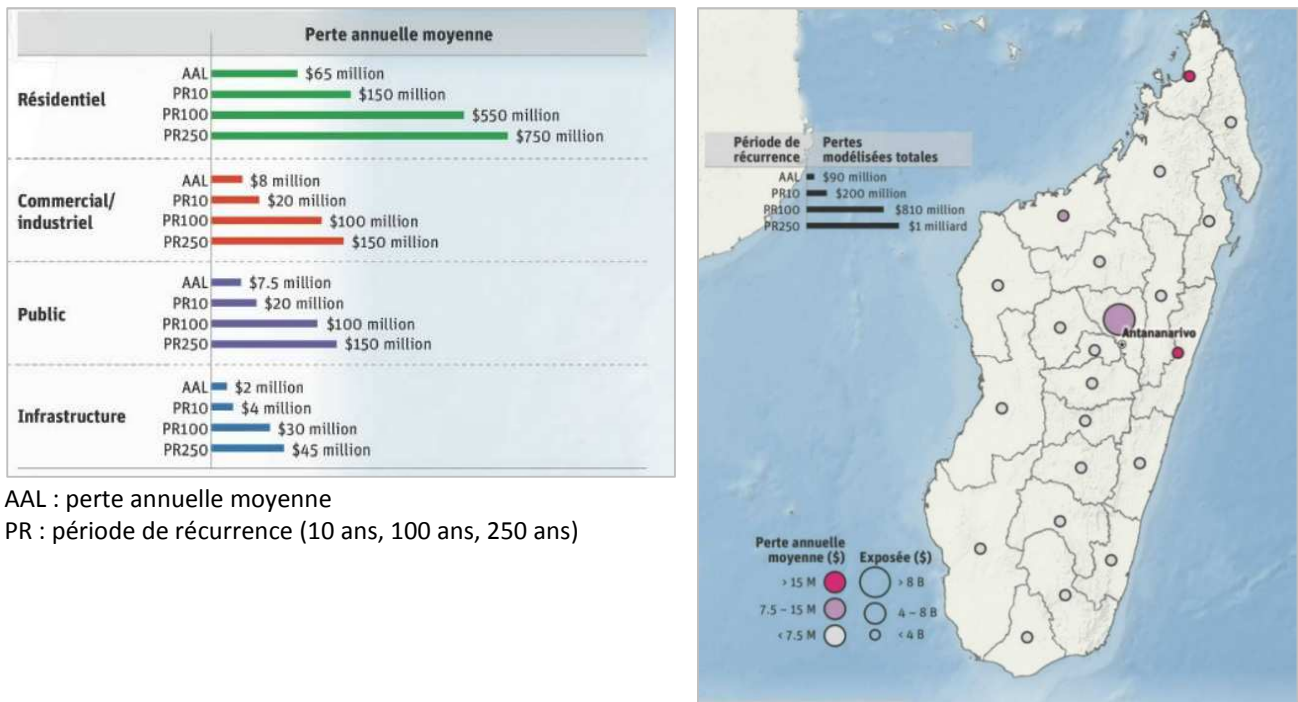 Perte annuelle moyenne
Résidentiel
AAL $65 million
PR10 $150 million
PR100 $550 million
PR250 $750 million
Commercial/
industriel
AAL $8 million
PR10 $20 million
PR100 $100 million
PR250 $150 million
Public
AAL $7.5 million
PR10 $20 million
PR100 $100 million
PR250 $150 million
Infrastructure
AAL $2 million
PR10 $4 million
PR100 $30 million
PR250 $45 million
AAL : perte annuelle moyenne
PR : période de récurrence (10 ans, 100 ans, 250 ans)
Période de récurrence
Pertes modélisées totales
AAL $90 million
PR10 $200 million
PR100 $810 million
PR250 $1 milliard
Antananarivo
Perte annuelle moyenne ($)
> 15 M
7.5 – 15 M
< 7.5 M
Exposée ($)
> 8 B
4 – 8 B
< 4 B